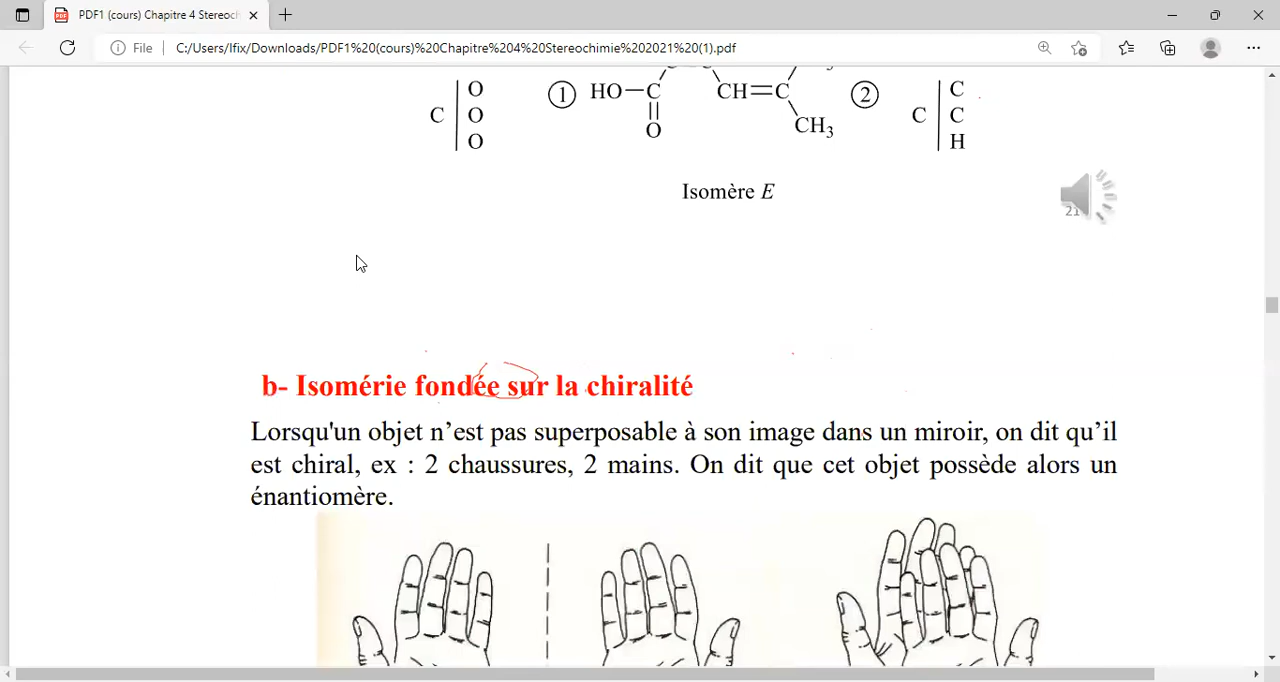 PDF1 (cours) Chapitre 4 Stereoch
File
C:/Users/Ifix/Downloads/PDF1%20(cours)%20Chapitre%204%20Stereochimie%202021%20(1).pdf
C
O
O
O
1
HO
C
O
CH
C
CH3
2
C
C
C
H
Isomère E
21
b- Isomérie fondée sur la chiralité
Lorsqu'un objet n’est pas superposable à son image dans un miroir, on dit qu’il
est chiral, ex : 2 chaussures, 2 mains. On dit que cet objet possède alors un
énantiomère.